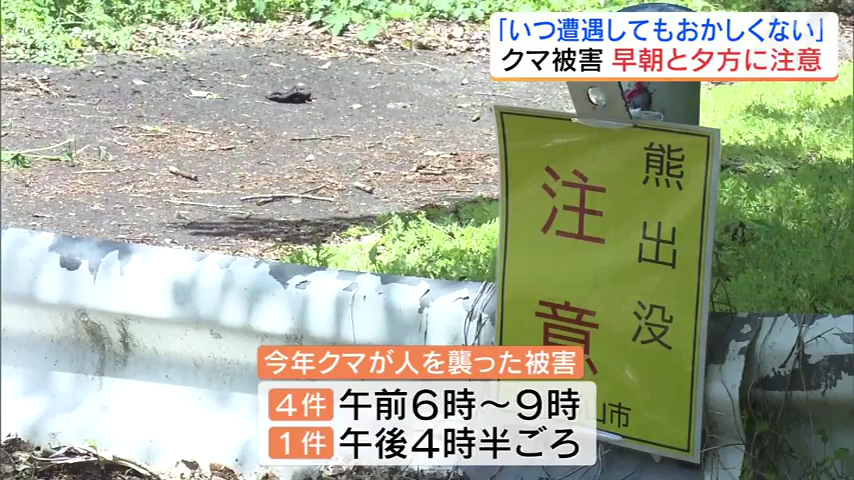 「いつ遭遇してもおかしくない」
クマ被害 早朝と夕方に注意
熊出没
注意
山市
今年クマが人を襲った被害
4件 午前6時～9時
1件 午後4時半ごろ